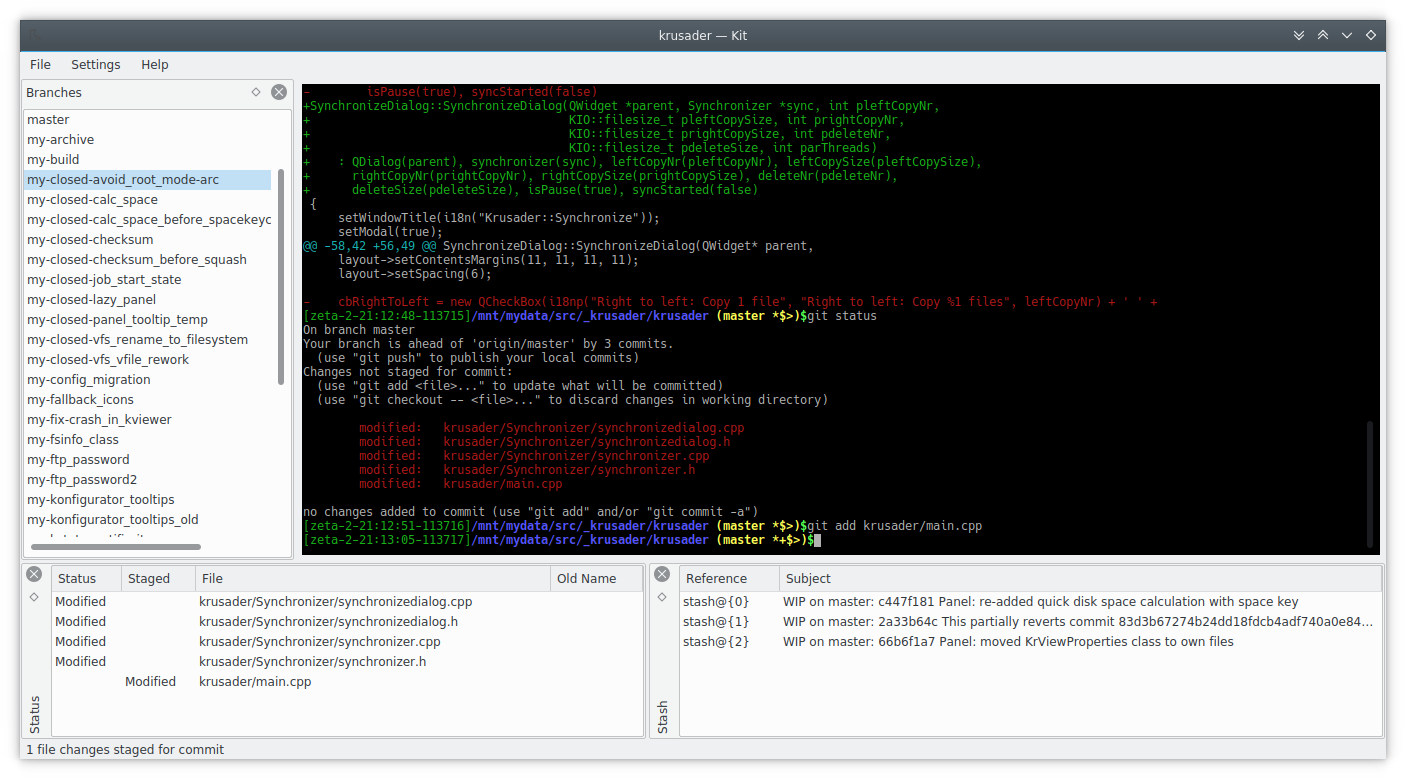 krusader — Kit
File Settings Help
Branches
master
my-archive
my-build
my-closed-avoid_root_mode-arc
my-closed-calc_space
my-closed-calc_space_before_spacekeyc
my-closed-checksum
my-closed-checksum_before_squash
my-closed-job_start_state
my-closed-lazy_panel
my-closed-panel_tooltip_temp
my-closed-vfs_rename_to_filesystem
my-closed-vfs_vfile_rework
my-config_migration
my-fallback_icons
my-fix-crash_in_kviewer
my-fsinfo_class
my-ftp_password
my-ftp_password2
my-konfigurator_tooltips
my-konfigurator_tooltips_old
-        isPause(true), syncStarted(false)
+SynchronizeDialog::SynchronizeDialog(QWidget *parent, Synchronizer *sync, int pleftCopyNr,
+                                     KIO::filesize_t pleftCopySize, int prightCopyNr,
+                                     KIO::filesize_t prightCopySize, int pdeleteNr,
+                                     KIO::filesize_t pdeleteSize, int parThreads)
+    : QDialog(parent), synchronizer(sync), leftCopyNr(pleftCopyNr), leftCopySize(pleftCopySize),
+      rightCopyNr(prightCopyNr), rightCopySize(prightCopySize), deleteNr(pdeleteNr),
+      deleteSize(pdeleteSize), isPause(true), syncStarted(false)
 {
     setWindowTitle(i18n("Krusader::Synchronize"));
     setModal(true);
@@ -58,42 +56,49 @@ SynchronizeDialog::SynchronizeDialog(QWidget* parent,
     layout->setContentsMargins(11, 11, 11, 11);
     layout->setSpacing(6);
-    cbRightToLeft = new QCheckBox(i18np("Right to left: Copy 1 file", "Right to left: Copy %1 files", leftCopyNr) + ' ' +
[zeta-2-21:12:48-113715]/mnt/mydata/src/_krusader/krusader (master *$>)$git status
On branch master
Your branch is ahead of 'origin/master' by 3 commits.
  (use "git push" to publish your local commits)
Changes not staged for commit:
  (use "git add <file>..." to update what will be committed)
  (use "git checkout -- <file>..." to discard changes in working directory)
        modified:   krusader/Synchronizer/synchronizedialog.cpp
        modified:   krusader/Synchronizer/synchronizedialog.h
        modified:   krusader/Synchronizer/synchronizer.cpp
        modified:   krusader/Synchronizer/synchronizer.h
        modified:   krusader/main.cpp
no changes added to commit (use "git add" and/or "git commit -a")
[zeta-2-21:12:51-113716]/mnt/mydata/src/_krusader/krusader (master *$>)$git add krusader/main.cpp
[zeta-2-21:13:05-113717]/mnt/mydata/src/_krusader/krusader (master *+$>)$
Status
Status Staged File Old Name
Modified krusader/Synchronizer/synchronizedialog.cpp
Modified krusader/Synchronizer/synchronizedialog.h
Modified krusader/Synchronizer/synchronizer.cpp
Modified krusader/Synchronizer/synchronizer.h
Modified krusader/main.cpp
Stash
Reference Subject
stash@{0} WIP on master: c447f181 Panel: re-added quick disk space calculation with space key
stash@{1} WIP on master: 2a33b64c This partially reverts commit 83d3b67274b24dd18fdcb4adf740a0e84...
stash@{2} WIP on master: 66b6f1a7 Panel: moved KrViewProperties class to own files
1 file changes staged for commit